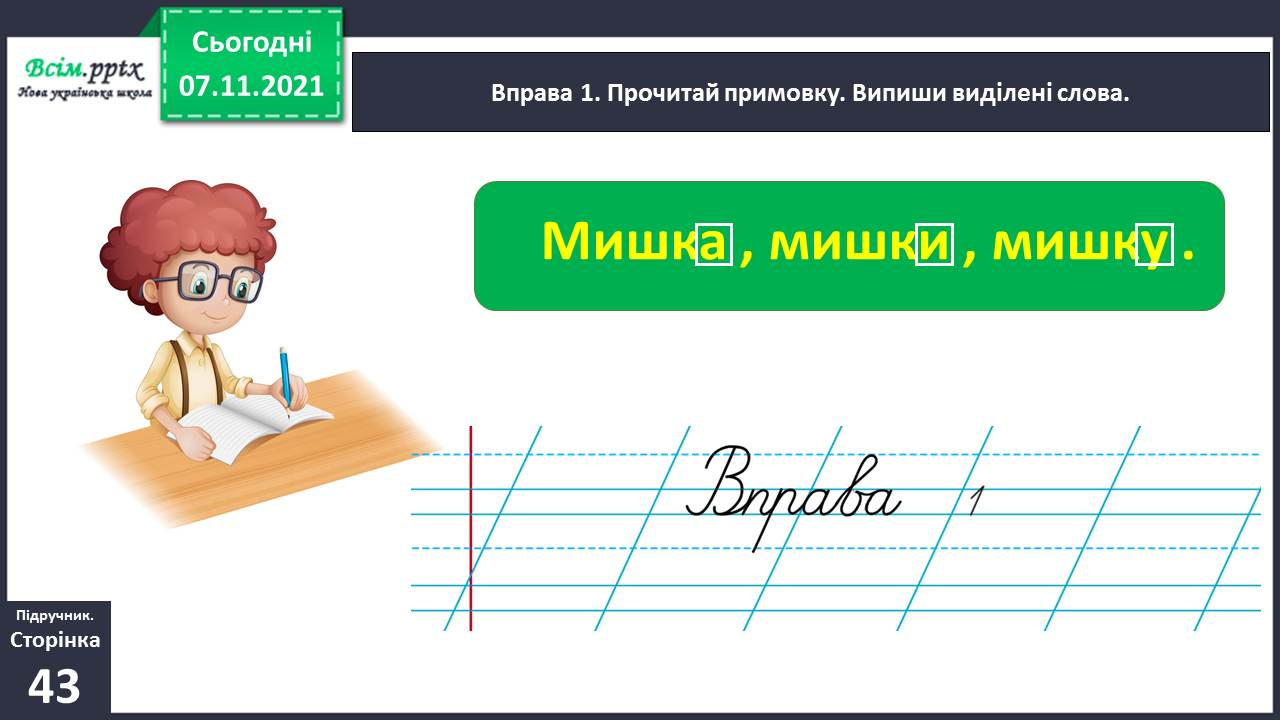 Всім.pptx
Нова українська школа
Сьогодні
07.11.2021
Вправа 1. Прочитай примовку. Випиши виділені слова.
Мишка , мишки , мишку .
Вправа 1
Підручник.
Сторінка
43